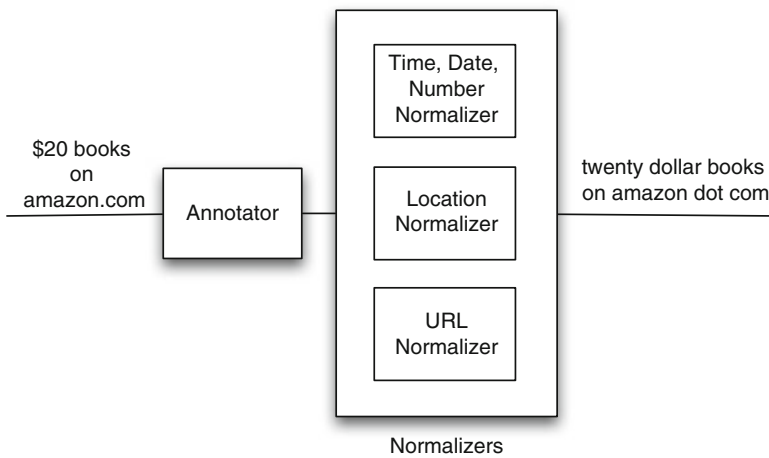 $20 books
on
amazon.com
Annotator
Time, Date,
Number
Normalizer
Location
Normalizer
URL
Normalizer
Normalizers
twenty dollar books
on amazon dot com